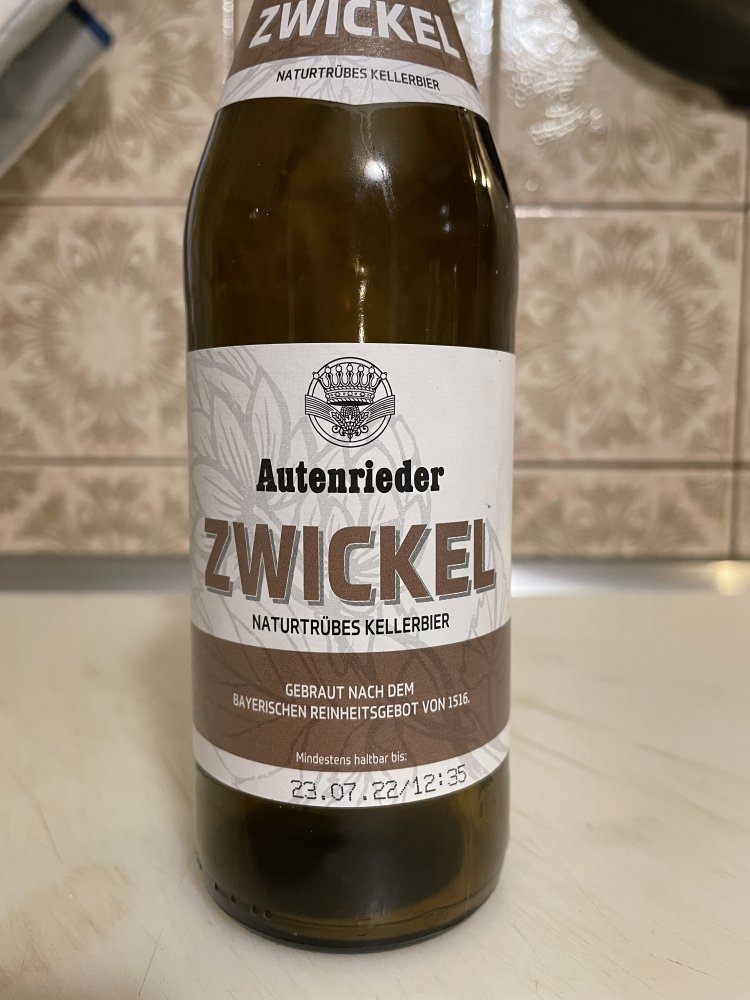 ZWICKEL
NATURTRÜBES KELLERBIER
Autenrieder
ZWICKEL
NATURTRÜBES KELLERBIER
GEBRAUT NACH DEM
BAYERISCHEN REINHEITSGEBOT VON 1516.
Mindestens haltbar bis:
23.07.22/12:35